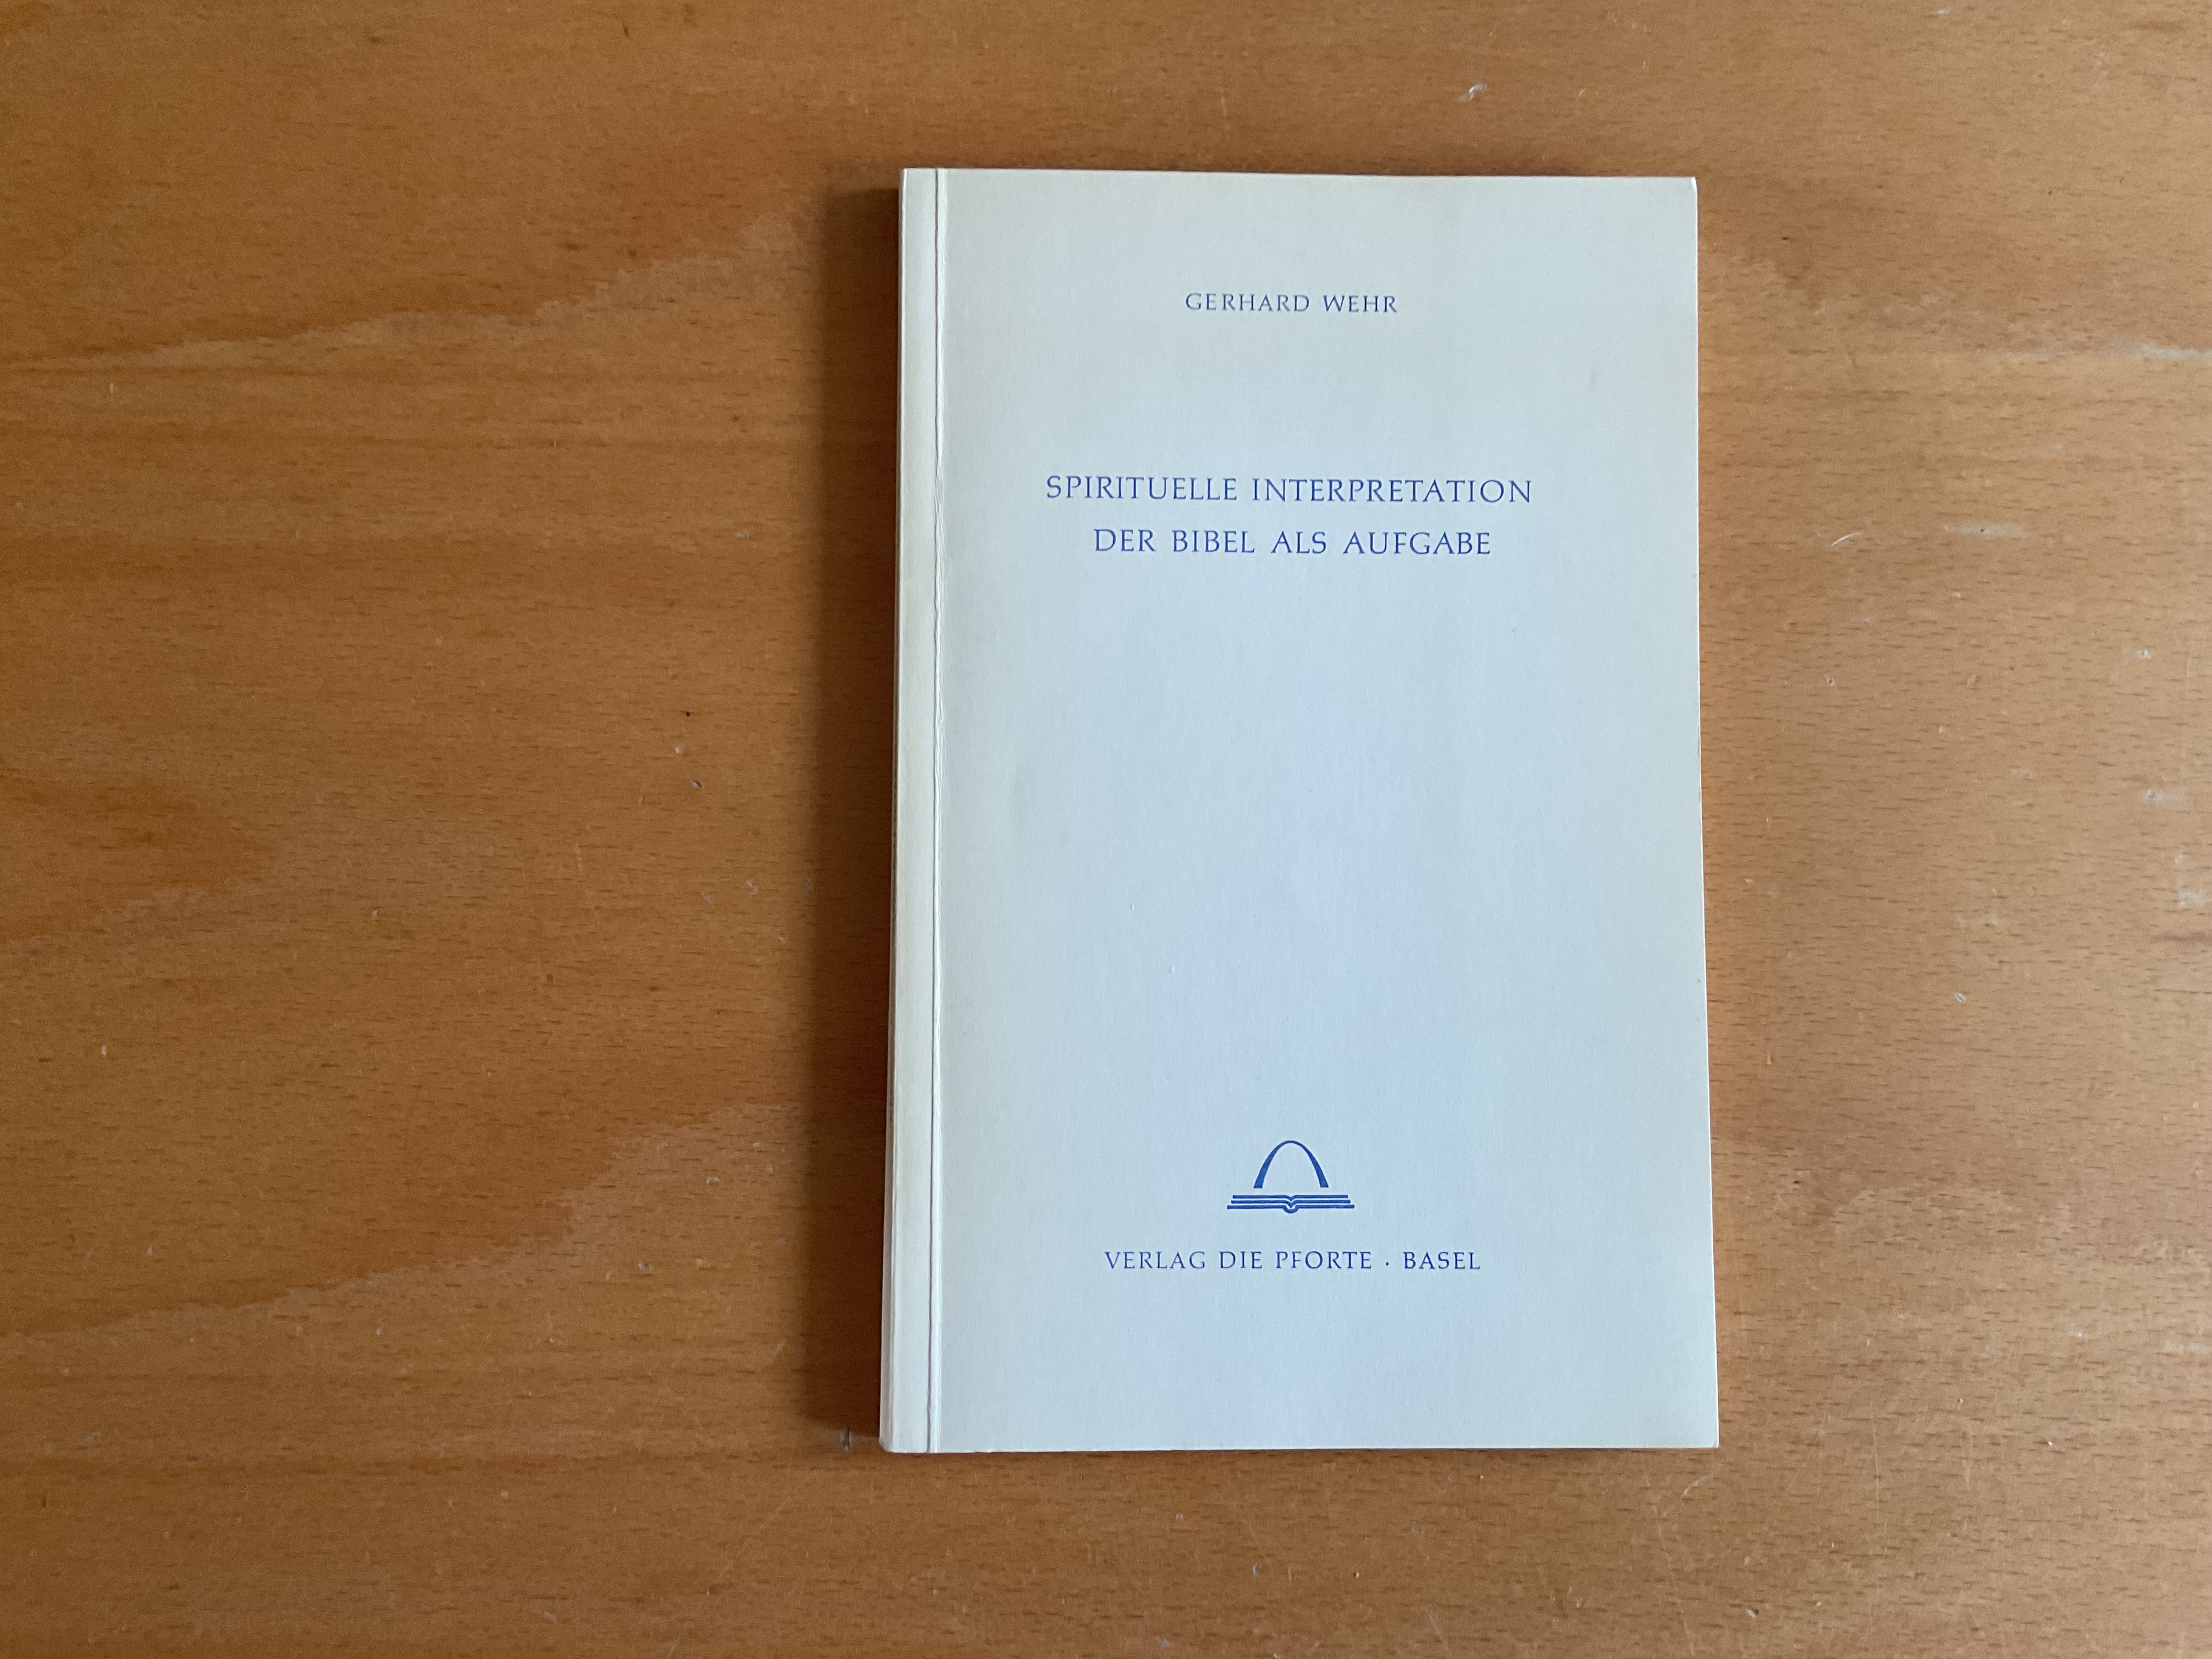 GERHARD WEHR
SPIRITUELLE INTERPRETATION
DER BIBEL ALS AUFGABE
VERLAG DIE PFORTE · BASEL